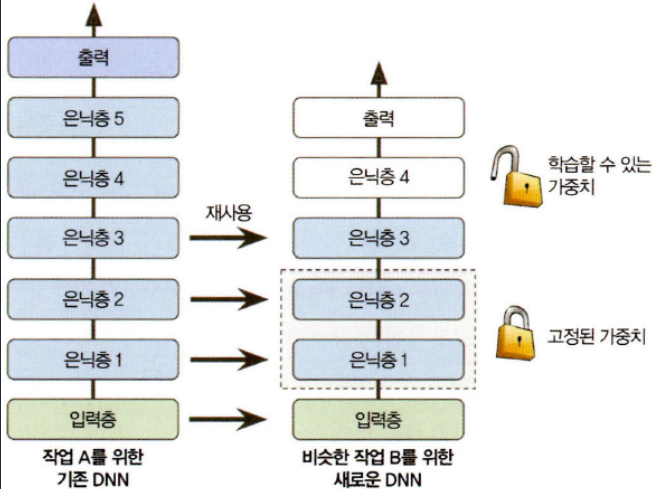 출력
은닉층 5
은닉층 4
은닉층 3
은닉층 2
은닉층 1
입력층
작업 A를 위한
기존 DNN
재사용
출력
은닉층 4
은닉층 3
은닉층 2
은닉층 1
입력층
비슷한 작업 B를 위한
새로운 DNN
학습할 수 있는
가중치
고정된 가중치